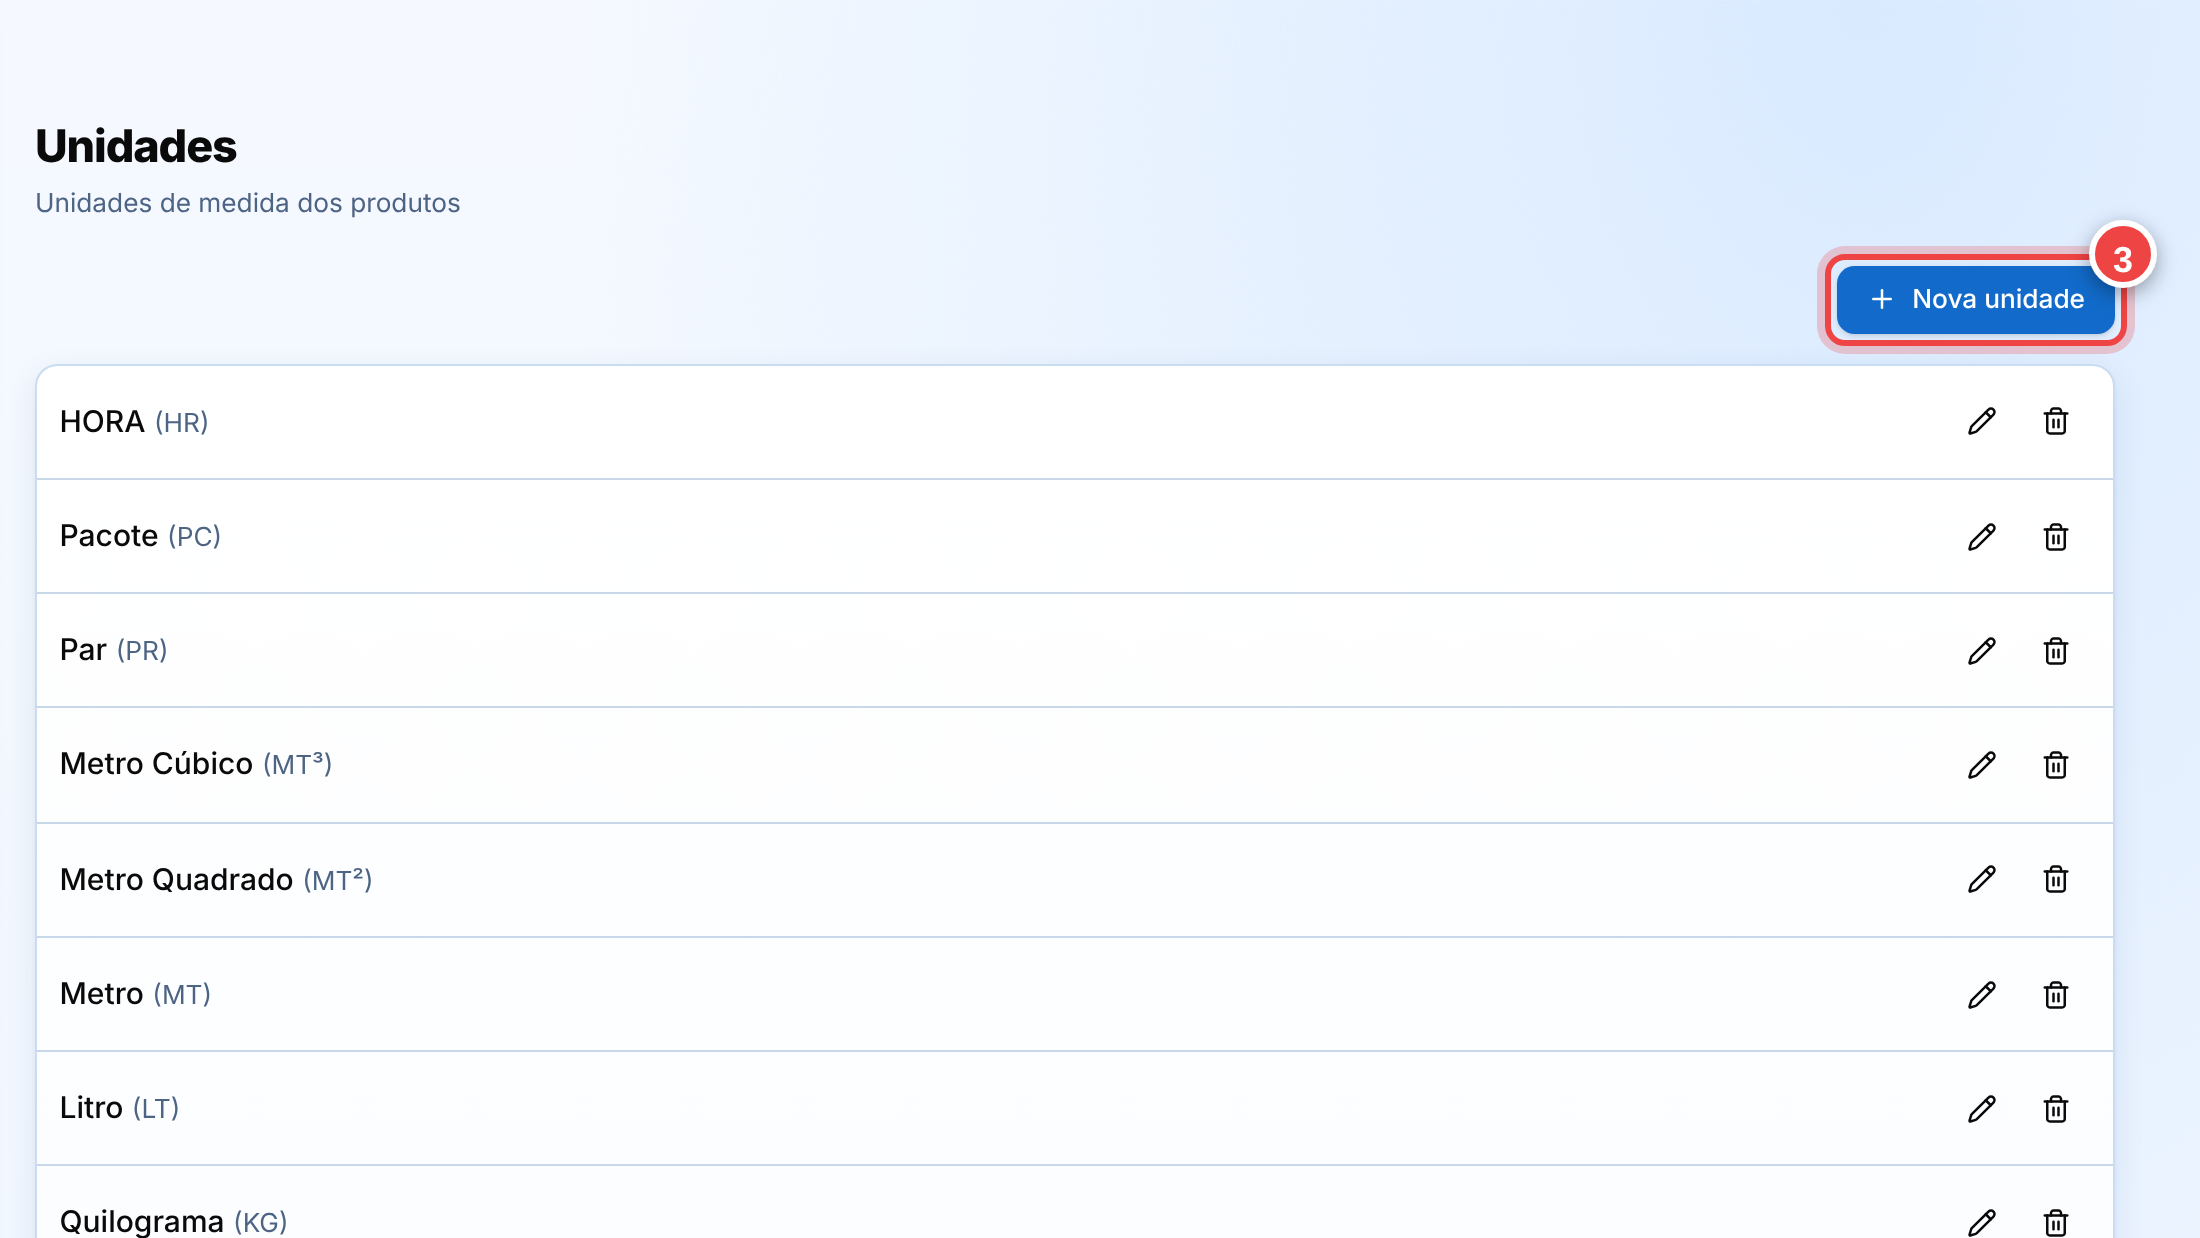 Unidades
Unidades de medida dos produtos
3
+ Nova unidade
HORA (HR)
Pacote (PC)
Par (PR)
Metro Cúbico (MT³)
Metro Quadrado (MT²)
Metro (MT)
Litro (LT)
Quilograma (KG)